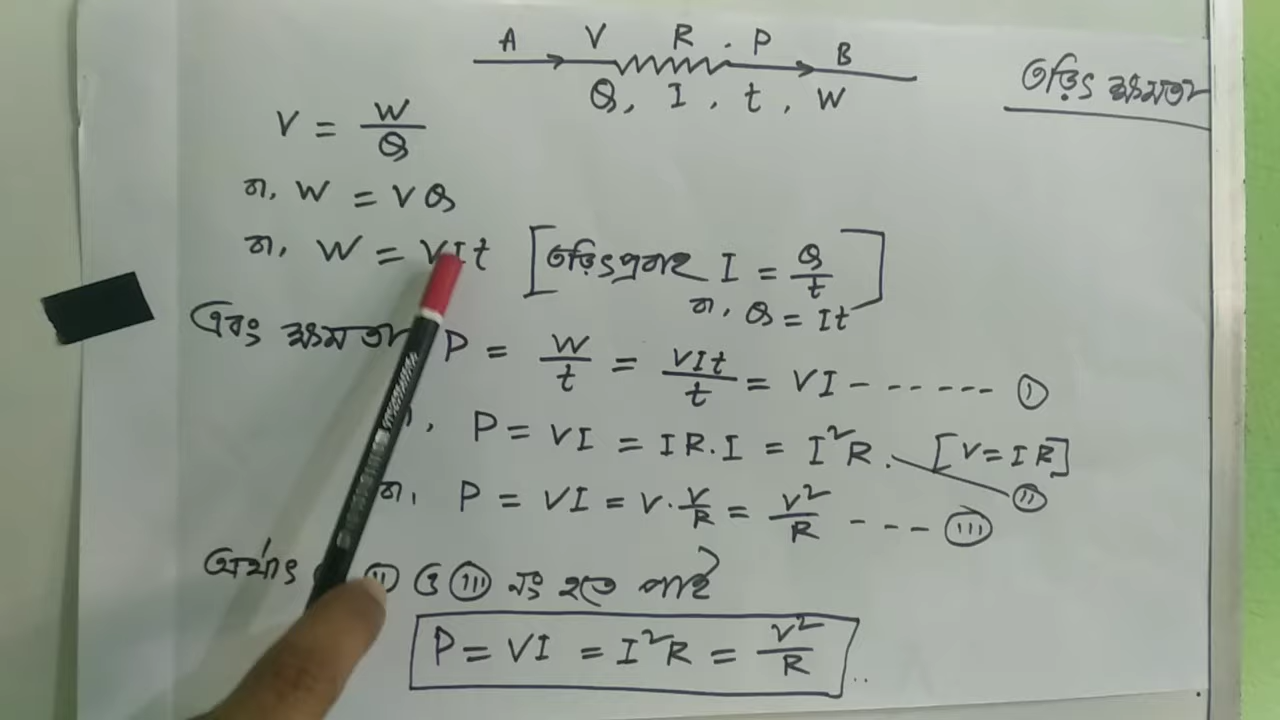 A V R P B
Q, I, t, W
তড়িৎ ক্ষমতা
V = W/Q
বা, W = VQ
বা, W = VIt [তড়িৎপ্রবাহ I = Q/t
বা, Q = It]
এবং ক্ষমতা P = W/t = VIt/t = VI ------ (i)
, P = VI = IR.I = I²R. [V = IR]
(ii)
বা, P = VI = V.V/R = V²/R --- (iii)
অর্থাৎ (ii) ও (iii) নং হতে পাই
P = VI = I²R = V²/R ..